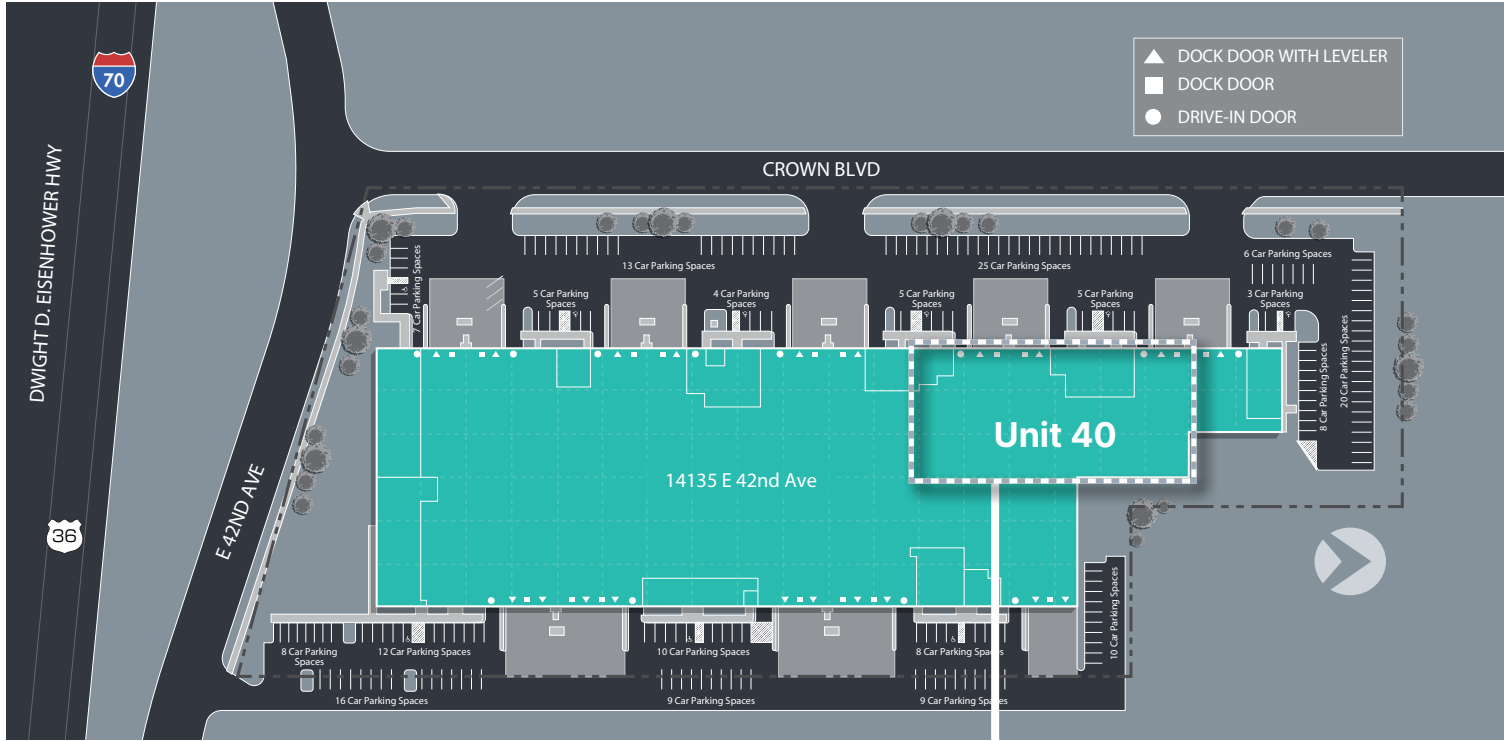 70
DWIGHT D. EISENHOWER HWY
36
E 42ND AVE
DOCK DOOR WITH LEVELER
DOCK DOOR
DRIVE-IN DOOR
CROWN BLVD
7 Car Parking Spaces
13 Car Parking Spaces
25 Car Parking Spaces
6 Car Parking Spaces
5 Car Parking
Spaces
4 Car Parking
Spaces
5 Car Parking
Spaces
5 Car Parking
Spaces
3 Car Parking
Spaces
8 Car Parking Spaces
20 Car Parking Spaces
Unit 40
14135 E 42nd Ave
10 Car Parking Spaces
8 Car Parking
Spaces
12 Car Parking Spaces
10 Car Parking Spaces
8 Car Parking Spaces
16 Car Parking Spaces
9 Car Parking Spaces
9 Car Parking Spaces